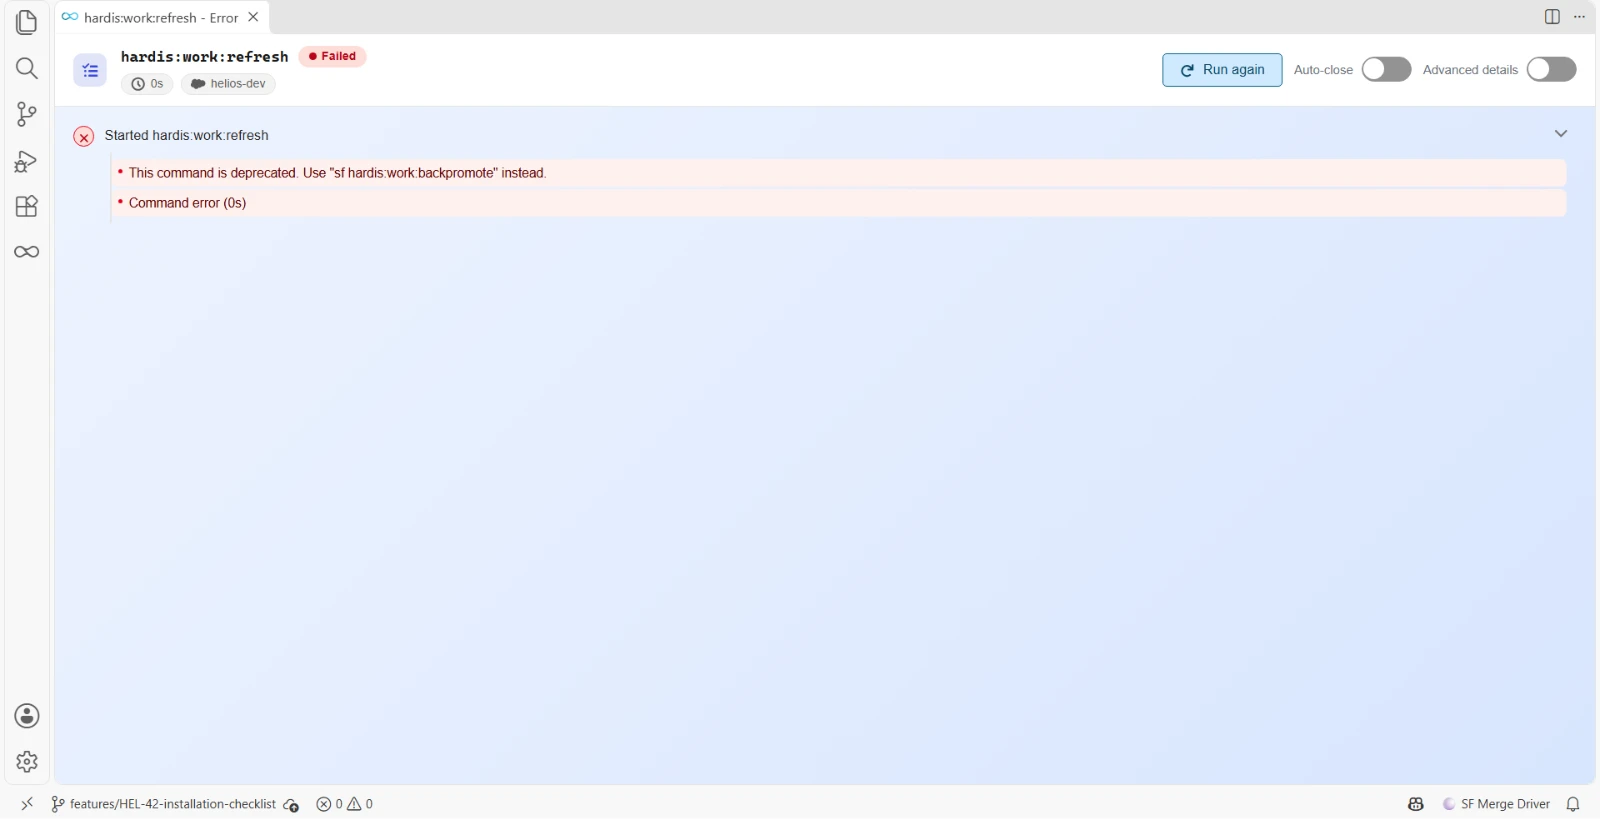 hardis:work:refresh - Error
hardis:work:refresh Failed
0s helios-dev
Run again Auto-close Advanced details
Started hardis:work:refresh
This command is deprecated. Use "sf hardis:work:backpromote" instead.
Command error (0s)
features/HEL-42-installation-checklist 0 0 SF Merge Driver